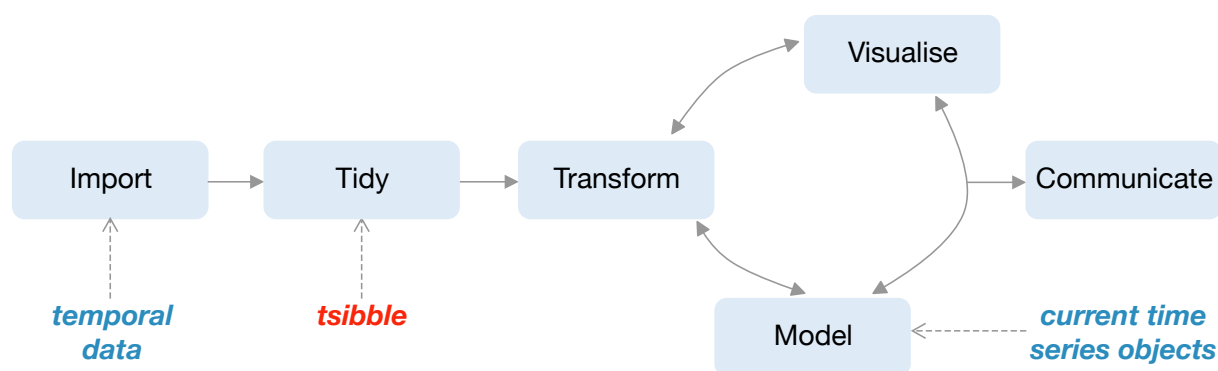 Visualise
Import
Tidy
Transform
Communicate
temporal
data
tsibble
Model
current time
series objects